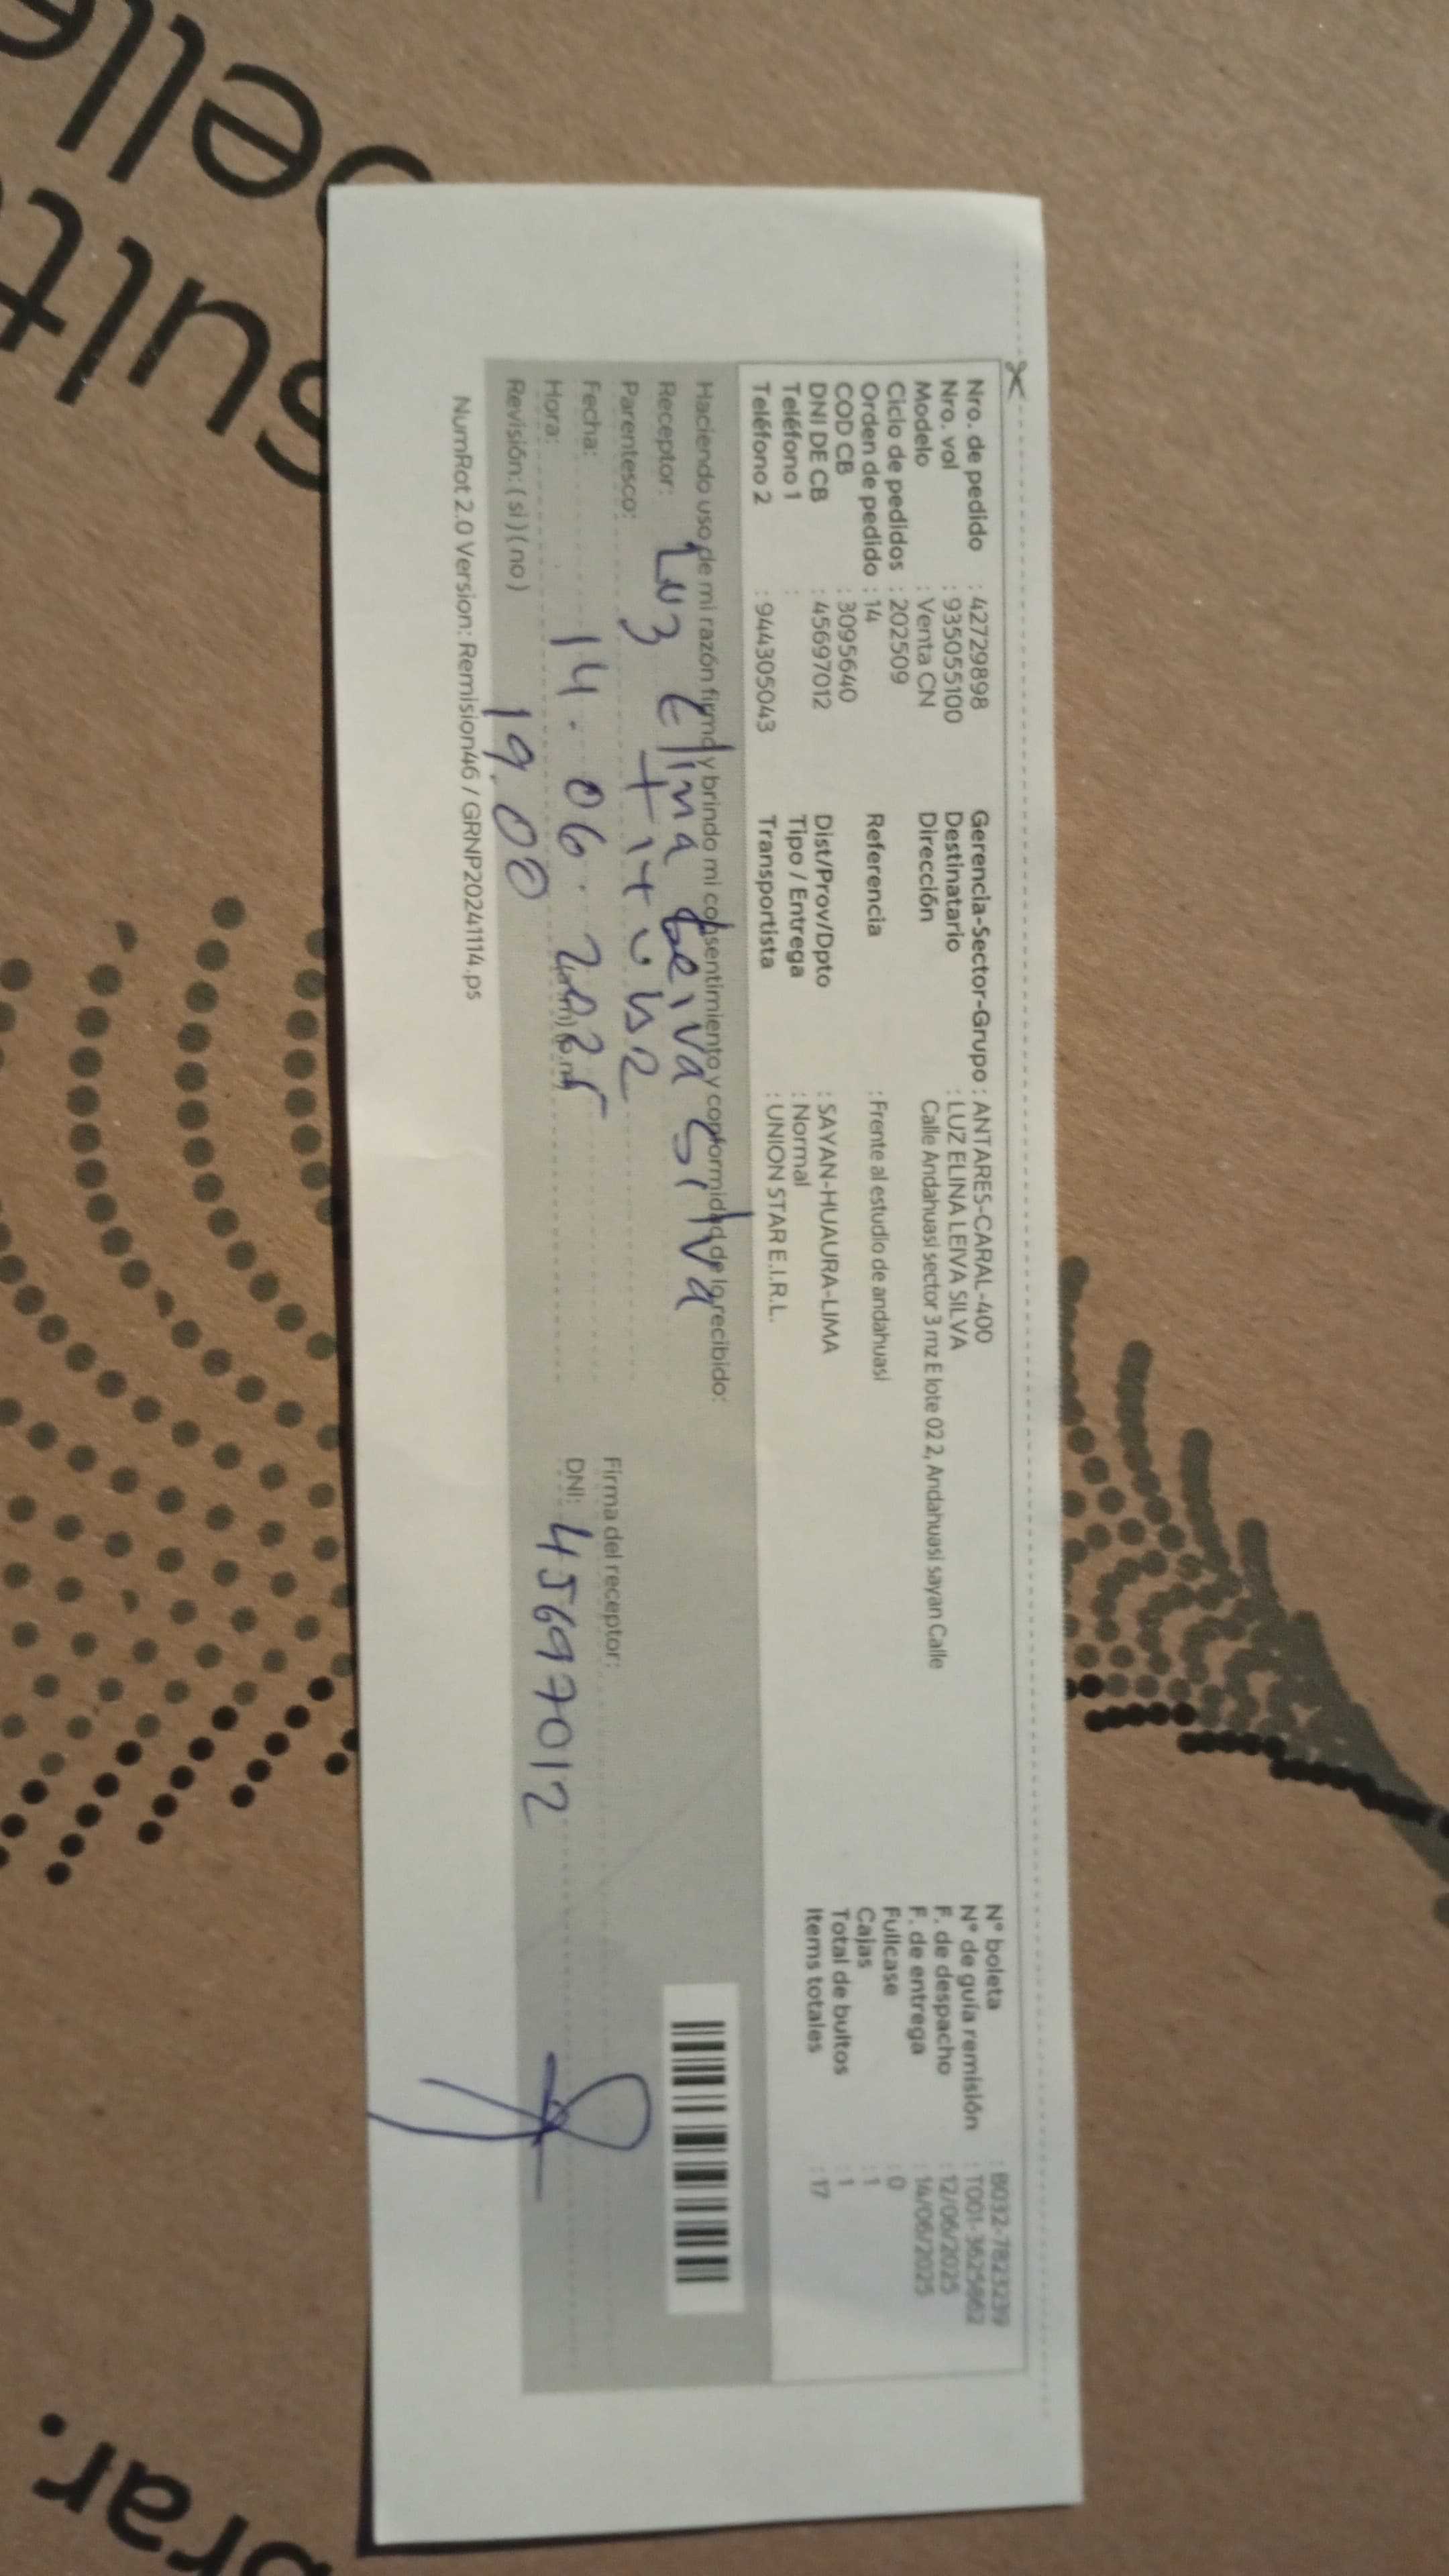 Nro. de pedido : 42729898
Nro. vol : 935055100
Modelo : Venta CN
Ciclo de pedidos : 202509
Orden de pedido : 14
COD CB : 3095640
DNI DE CB : 45697012
Teléfono 1 :
Teléfono 2 : 944305043
Gerencia-Sector-Grupo : ANTARES-CARAL-400
Destinatario : LUZ ELINA LEIVA SILVA
Dirección Calle Andahuasi sector 3 mz E lote 02 2, Andahuasi sayan Calle
Referencia : Frente al estudio de andahuasi
Dist/Prov/Dpto : SAYAN-HUAURA-LIMA
Tipo / Entrega : Normal
Transportista : UNION STAR E.I.R.L.
N° boleta : B032-7823239
N° de guía remisión : T001-
F. de despacho : 12/06/2025
F. de entrega : 14/06/2025
Fullcase : 0
Cajas : 1
Total de bultos : 1
Items totales : 17
Haciendo uso de mi razón firmo y brindo mi consentimiento y conformidad de lo recibido:
Receptor: Luz Elina Leiva Silva
Parentesco:
Fecha: 14.06.2025
Hora: 19.00 (a.m) (p.m)
Revisión: ( si ) ( no )
Firma del receptor:
DNI: 45697012
NumRot 2.0 Version: Remision46 / GRNP20241114.ps
elle
sult
rar.